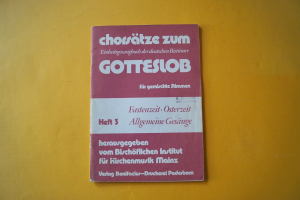 chorsätze zum
Einheitsgesangbuch der deutschen Bistümer
GOTTESLOB
für gemischte Stimmen
Fastenzeit · Osterzeit
Heft 3 Allgemeine Gesänge
herausgegeben
vom Bischöflichen Institut
für Kirchenmusik Mainz
Verlag Bonifacius-Druckerei Paderborn